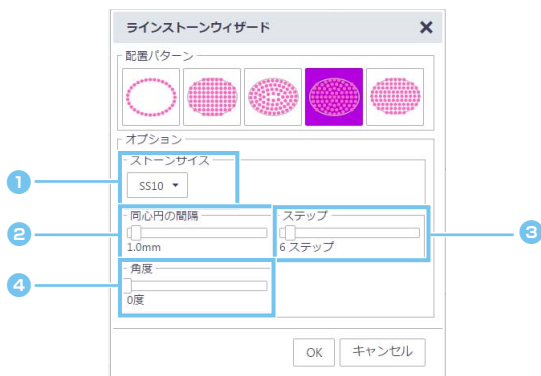 ラインストーンウィザード
配置パターン
オプション
ストーンサイズ
1
SS10
同心円の間隔
ステップ
2
3
1.0mm
6 ステップ
角度
4
0度
OK
キャンセル